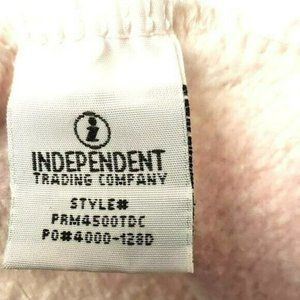 i
INDEPENDENT
TRADING COMPANY
STYLE#
PRM4500TDC
PO#4000-128D